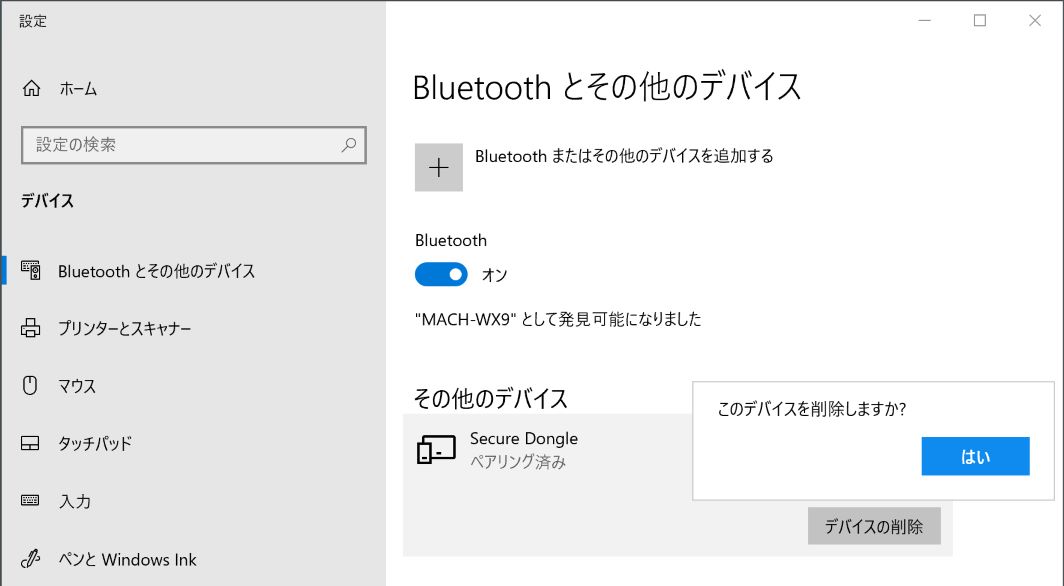 設定
ホーム
設定の検索
デバイス
Bluetooth とその他のデバイス
プリンターとスキャナー
マウス
タッチパッド
入力
ペンと Windows Ink
Bluetooth とその他のデバイス
Bluetooth またはその他のデバイスを追加する
Bluetooth
オン
"MACH-WX9" として発見可能になりました
その他のデバイス
Secure Dongle
ペアリング済み
このデバイスを削除しますか?
はい
デバイスの削除